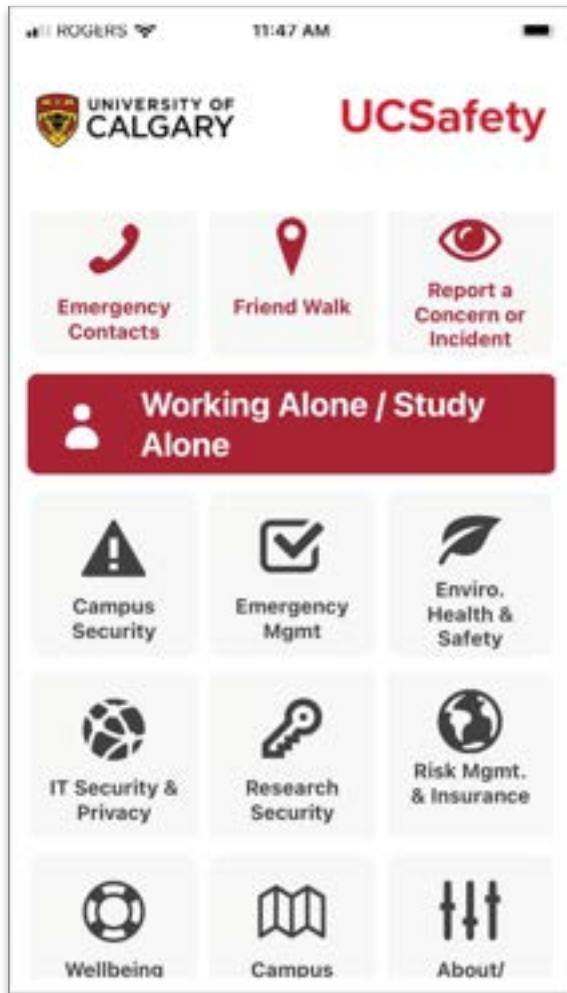 ROGERS 11:47 AM
UNIVERSITY OF
CALGARY
UCSafety
Emergency
Contacts
Friend Walk
Report a
Concern or
Incident
Working Alone / Study
Alone
Campus
Security
Emergency
Mgmt
Enviro.
Health &
Safety
IT Security &
Privacy
Research
Security
Risk Mgmt.
& Insurance
Wellbeing
Campus
About/